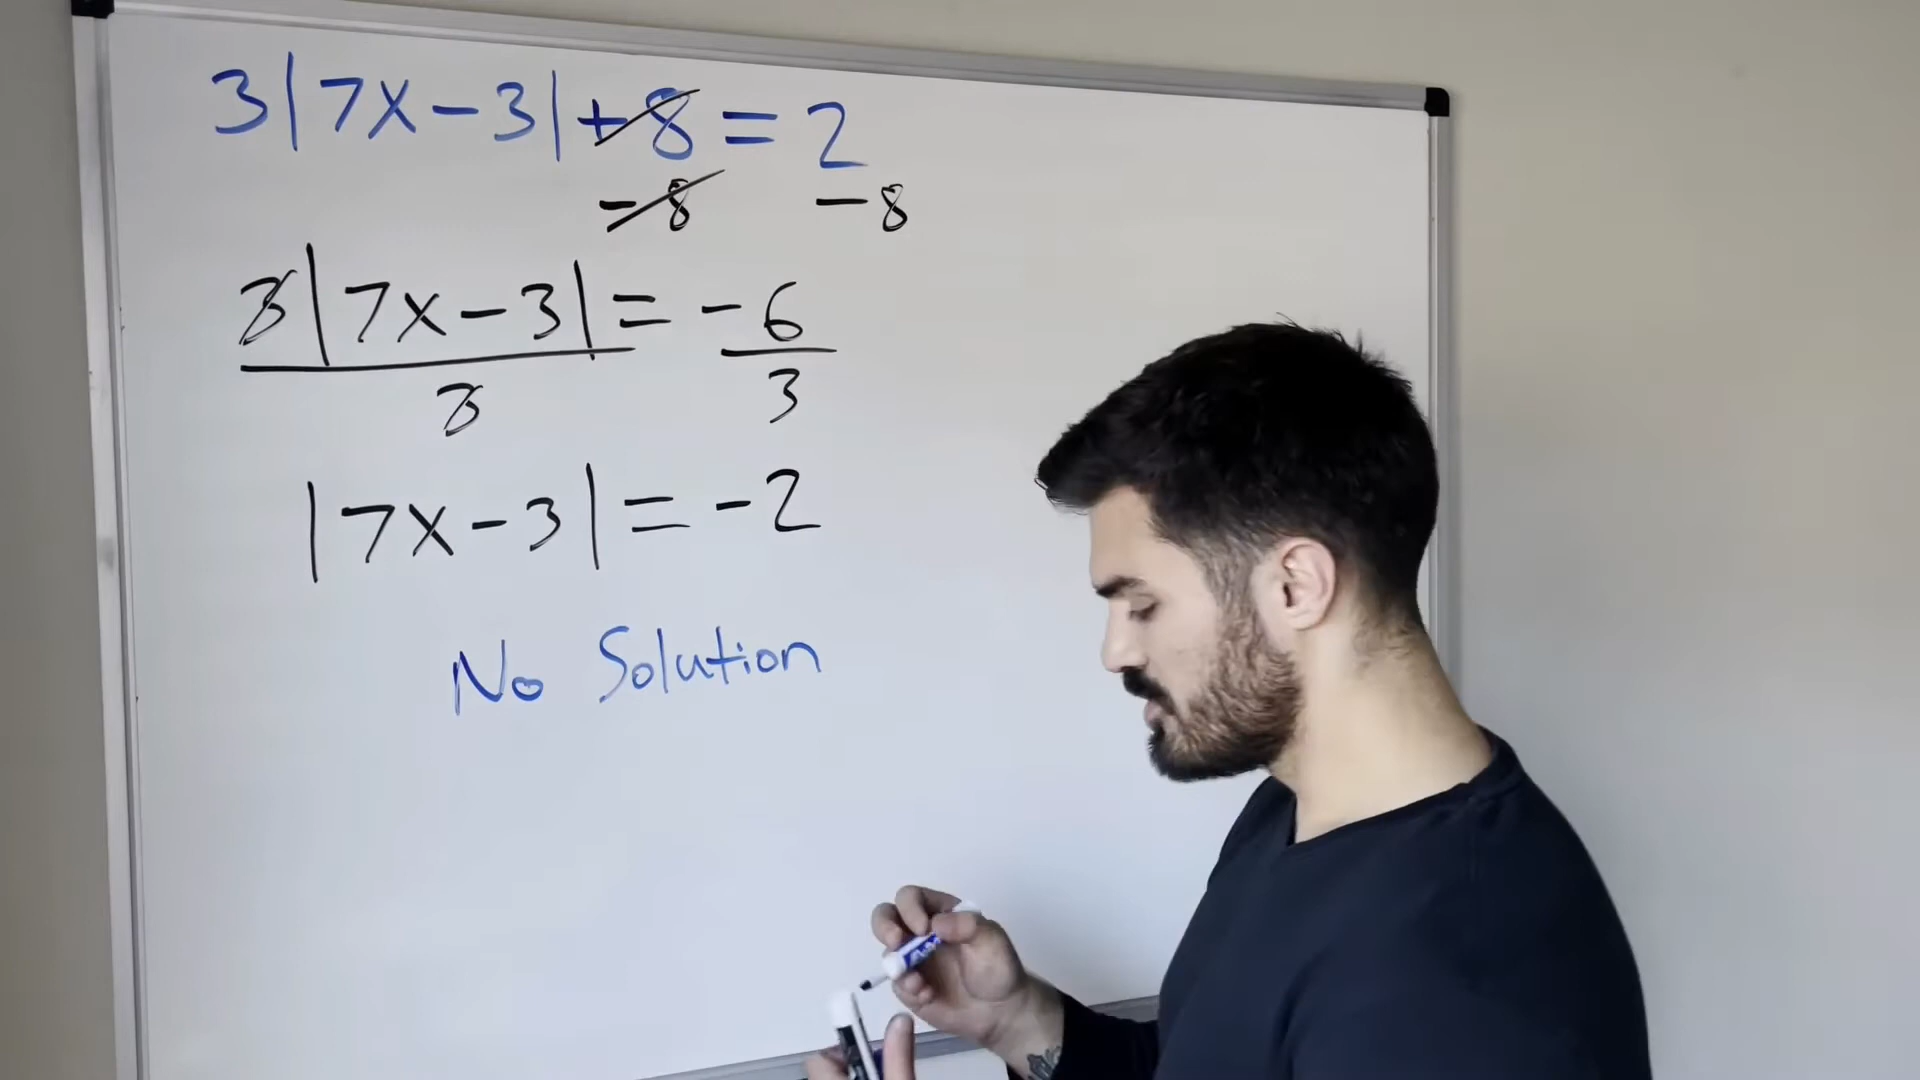 3|7x-3|+8=2
-8 -8
3|7x-3|=-6
3 3
|7x-3|=-2
No Solution